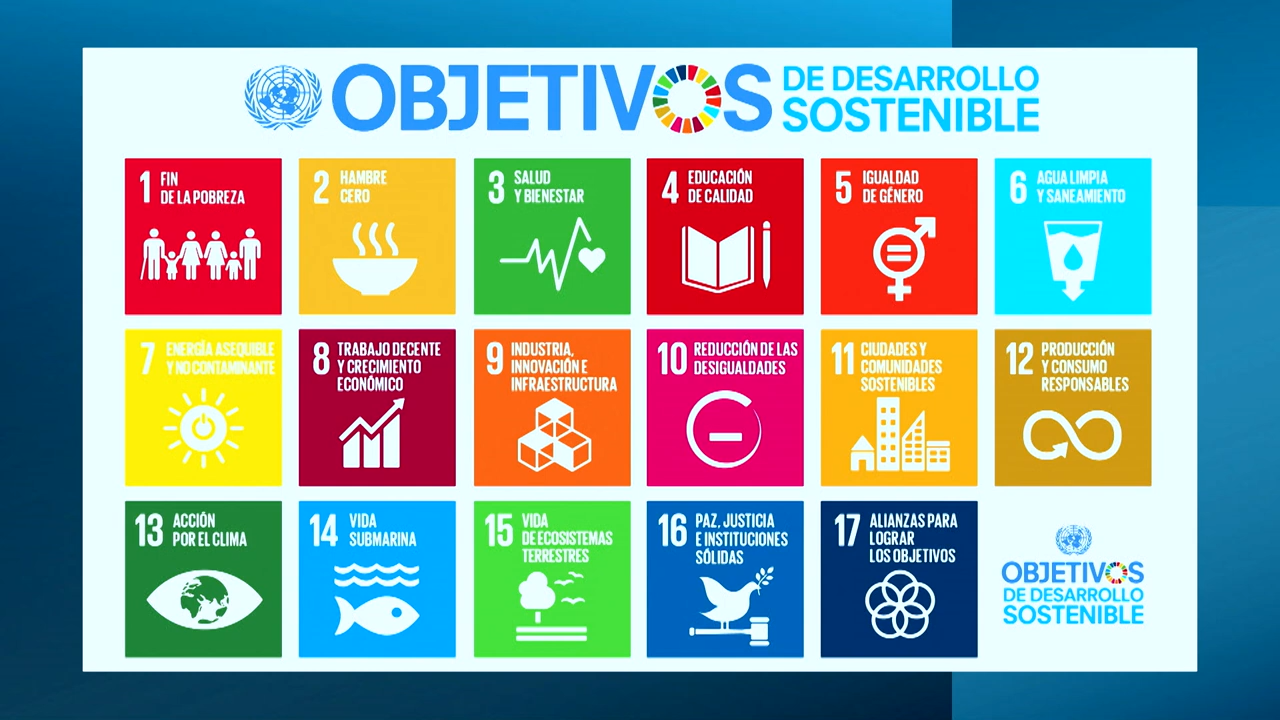 OBJETIVOS DE DESARROLLO
SOSTENIBLE
1 FIN
DE LA POBREZA
2 HAMBRE
CERO
3 SALUD
Y BIENESTAR
4 EDUCACIÓN
DE CALIDAD
5 IGUALDAD
DE GÉNERO
6 AGUA LIMPIA
Y SANEAMIENTO
7 ENERGÍA ASEQUIBLE
Y NO CONTAMINANTE
8 TRABAJO DECENTE
Y CRECIMIENTO
ECONÓMICO
9 INDUSTRIA,
INNOVACIÓN E
INFRAESTRUCTURA
10 REDUCCIÓN DE LAS
DESIGUALDADES
11 CIUDADES Y
COMUNIDADES
SOSTENIBLES
12 PRODUCCIÓN
Y CONSUMO
RESPONSABLES
13 ACCIÓN
POR EL CLIMA
14 VIDA
SUBMARINA
15 VIDA
DE ECOSISTEMAS
TERRESTRES
16 PAZ, JUSTICIA
E INSTITUCIONES
SÓLIDAS
17 ALIANZAS PARA
LOGRAR
LOS OBJETIVOS
OBJETIVOS
DE DESARROLLO
SOSTENIBLE